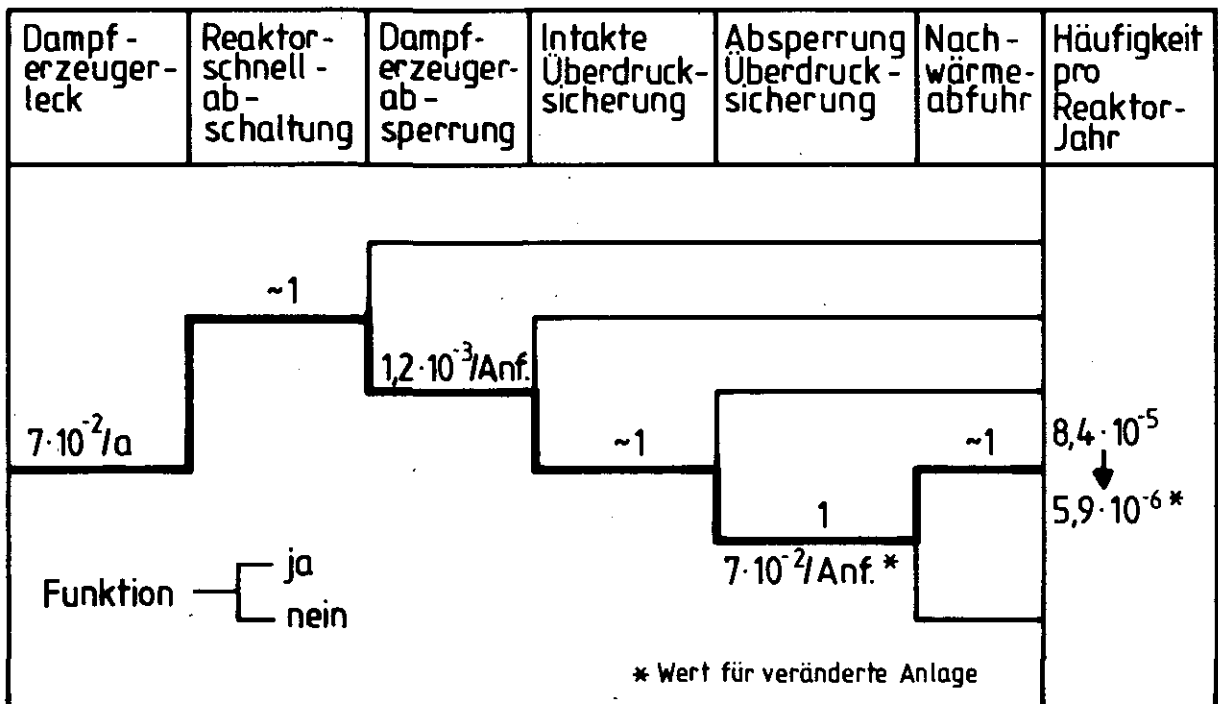 Dampf-
erzeuger-
leck
Reaktor-
schnell-
ab-
schaltung
Dampf-
erzeuger-
ab-
sperrung
Intakte
Überdruck-
sicherung
Absperrung
Überdruck-
sicherung
Nach-
wärme-
abfuhr
Häufigkeit
pro
Reaktor-
Jahr
~1
1,2·10⁻³/Anf.
7·10⁻²/a
~1
~1
8,4·10⁻⁵
1
5,9·10⁻⁶*
7·10⁻²/Anf.*
Funktion
ja
nein
* Wert für veränderte Anlage